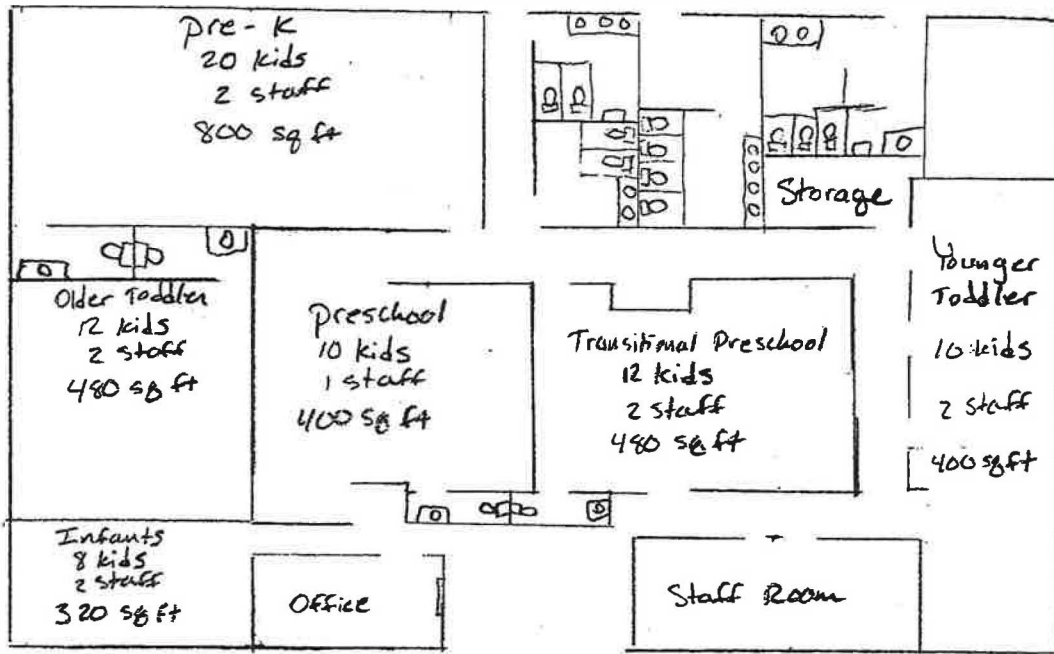 Pre-K
20 kids
2 staff
800 sq ft
Storage
Older Toddler
12 kids
2 staff
480 sq ft
Preschool
10 kids
1 staff
400 sq ft
Transitional Preschool
12 kids
2 staff
480 sq ft
Younger
Toddler
10 kids
2 staff
400 sq ft
Infants
8 kids
2 staff
320 sq ft
Office
Staff Room